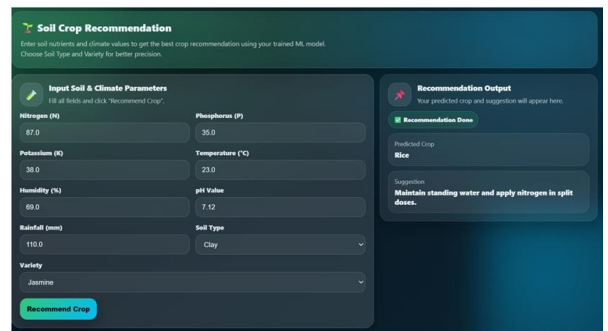 Soil Crop Recommendation
Enter soil nutrients and climate values to get the best crop recommendation using your trained ML model.
Choose Soil Type and Variety for better precision.
Input Soil & Climate Parameters
Fill all fields and click "Recommend Crop".
Nitrogen (N)
Phosphorus (P)
87.0
35.0
Potassium (K)
Temperature (°C)
38.0
23.0
Humidity (%)
pH Value
69.0
7.12
Rainfall (mm)
Soil Type
110.0
Clay
Variety
Jasmine
Recommend Crop
Recommendation Output
Your predicted crop and suggestion will appear here.
Recommendation Done
Predicted Crop
Rice
Suggestion
Maintain standing water and apply nitrogen in split
doses.